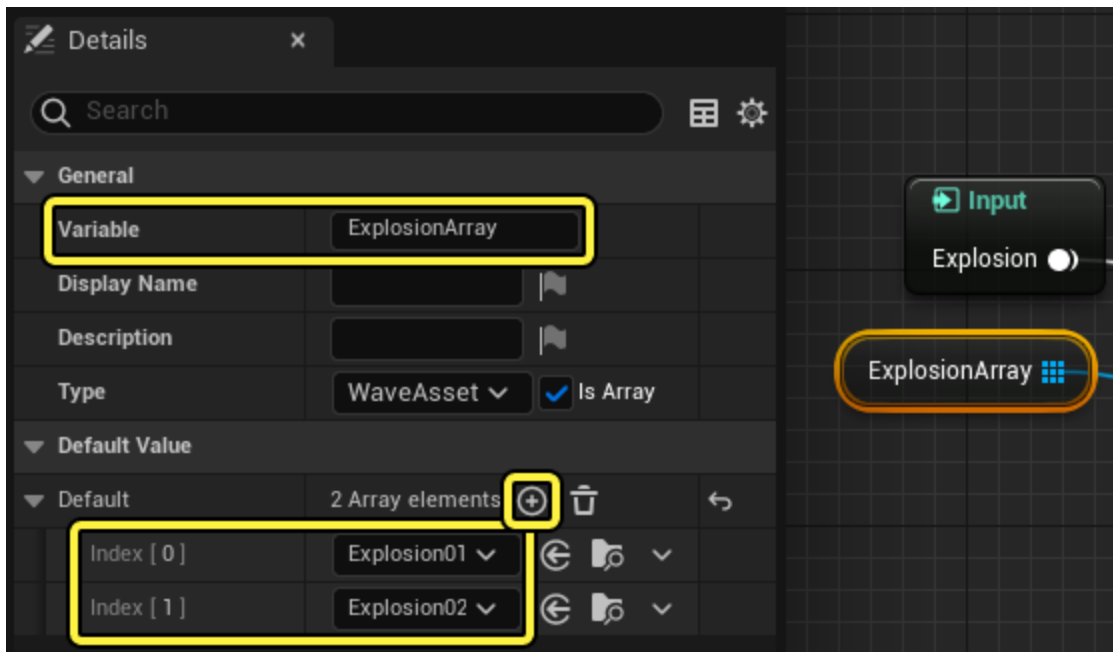 Details
Search
General
Variable ExplosionArray
Display Name
Description
Type WaveAsset Is Array
Default Value
Default 2 Array elements
Index [ 0 ] Explosion01
Index [ 1 ] Explosion02
Input
Explosion
ExplosionArray